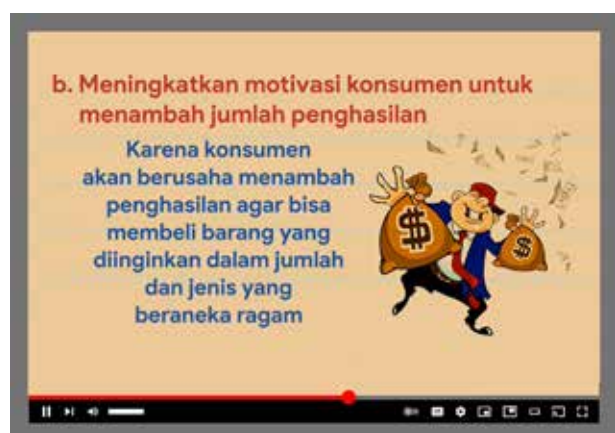 b. Meningkatkan motivasi konsumen untuk
menambah jumlah penghasilan
Karena konsumen
akan berusaha menambah
penghasilan agar bisa
membeli barang yang
diinginkan dalam jumlah
dan jenis yang
beraneka ragam
$
$